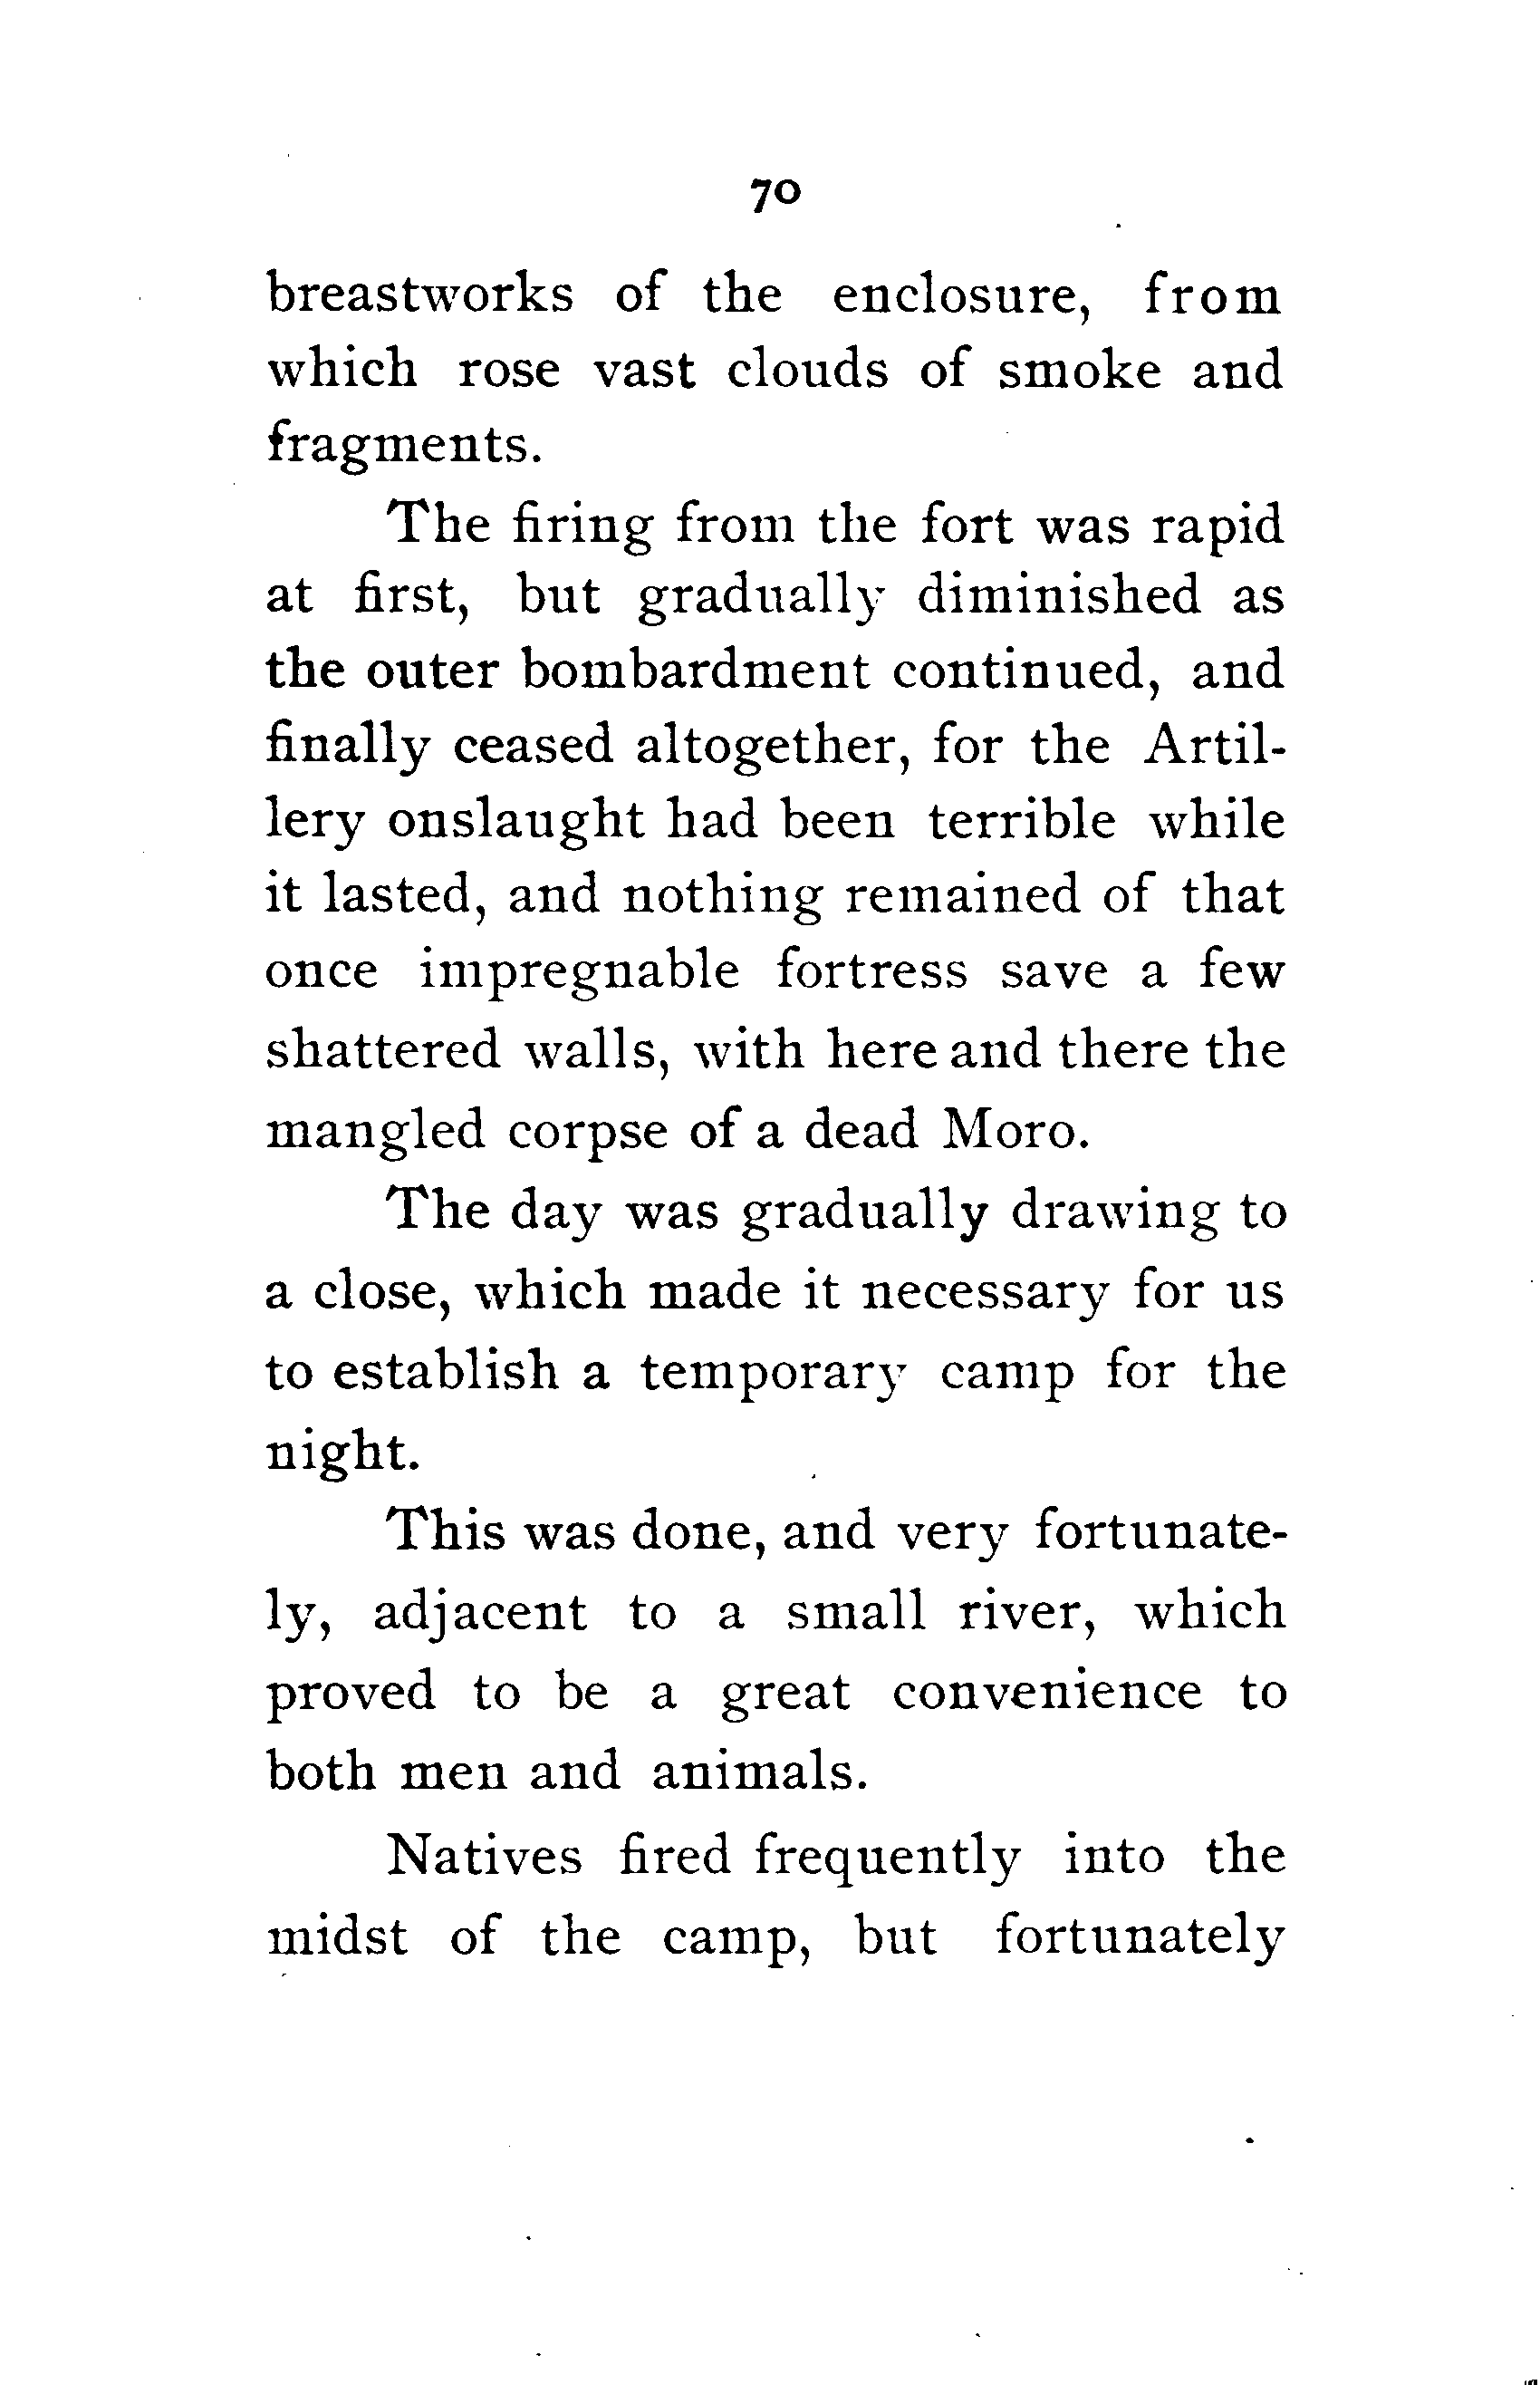 70
breastworks of the enclosure, from
which rose vast clouds of smoke and
fragments.
The firing from the fort was rapid
at first, but gradually diminished as
the outer bombardment continued, and
finally ceased altogether, for the Artil-
lery onslaught had been terrible while
it lasted, and nothing remained of that
once impregnable fortress save a few
shattered walls, with here and there the
mangled corpse of a dead Moro.
The day was gradually drawing to
a close, which made it necessary for us
to establish a temporary camp for the
night.
This was done, and very fortunate-
ly, adjacent to a small river, which
proved to be a great convenience to
both men and animals.
Natives fired frequently into the
midst of the camp, but fortunately